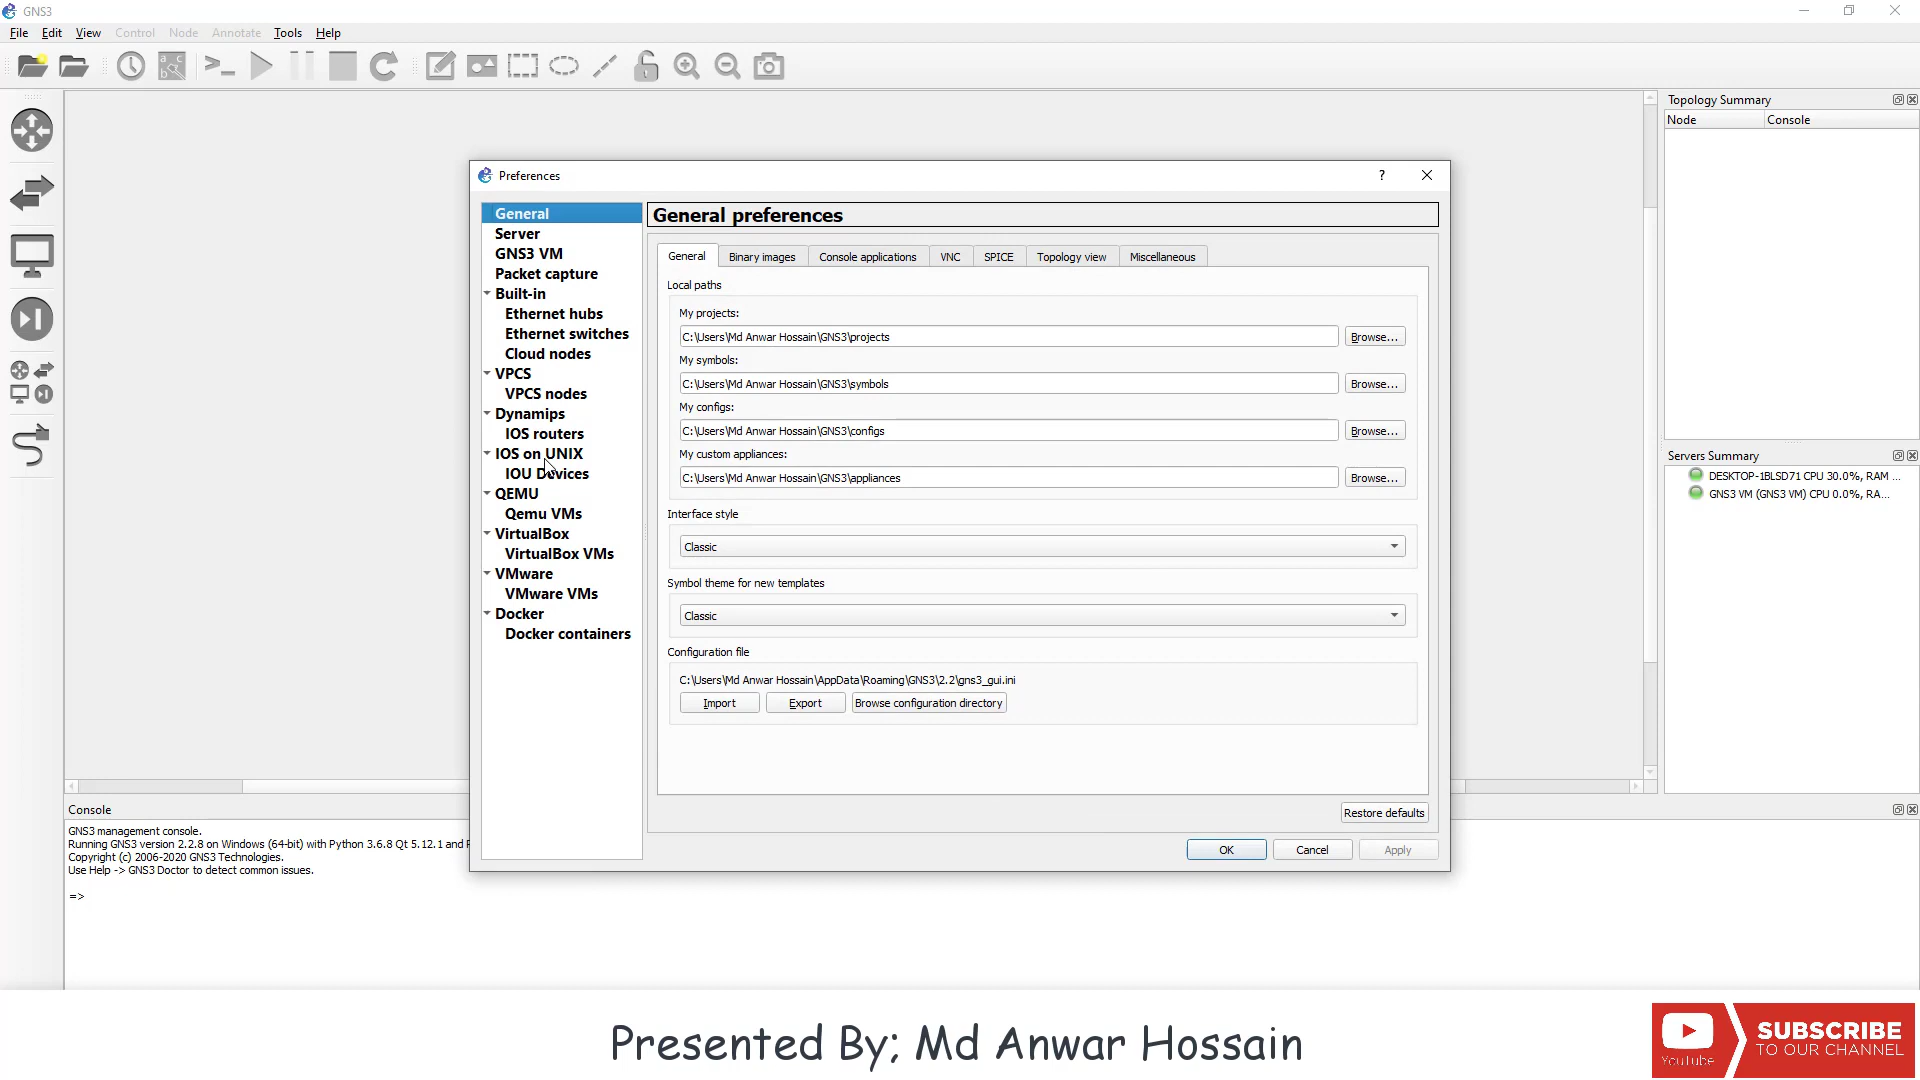 GNS3
File Edit View Control Node Annotate Tools Help
Topology Summary
Node Console
Preferences
?
General
Server
GNS3 VM
Packet capture
Built-in
Ethernet hubs
Ethernet switches
Cloud nodes
VPCS
VPCS nodes
Dynamips
IOS routers
IOS on UNIX
IOU Devices
QEMU
Qemu VMs
VirtualBox
VirtualBox VMs
VMware
VMware VMs
Docker
Docker containers
General preferences
General Binary images Console applications VNC SPICE Topology view Miscellaneous
Local paths
My projects:
C:\Users\Md Anwar Hossain\GNS3\projects Browse...
My symbols:
C:\Users\Md Anwar Hossain\GNS3\symbols Browse...
My configs:
C:\Users\Md Anwar Hossain\GNS3\configs Browse...
My custom appliances:
C:\Users\Md Anwar Hossain\GNS3\appliances Browse...
Interface style
Classic
Symbol theme for new templates
Classic
Configuration file
C:\Users\Md Anwar Hossain\AppData\Roaming\GNS3\2.2\gns3_gui.ini
Import Export Browse configuration directory
Restore defaults
OK Cancel Apply
Servers Summary
DESKTOP-1BLSD71 CPU 30.0%, RAM ...
GNS3 VM (GNS3 VM) CPU 0.0%, RA...
Console
GNS3 management console.
Running GNS3 version 2.2.8 on Windows (64-bit) with Python 3.6.8 Qt 5.12.1 and
Copyright (c) 2006-2020 GNS3 Technologies.
Use Help -> GNS3 Doctor to detect common issues.
=>
Presented By; Md Anwar Hossain
YouTube
SUBSCRIBE
TO OUR CHANNEL